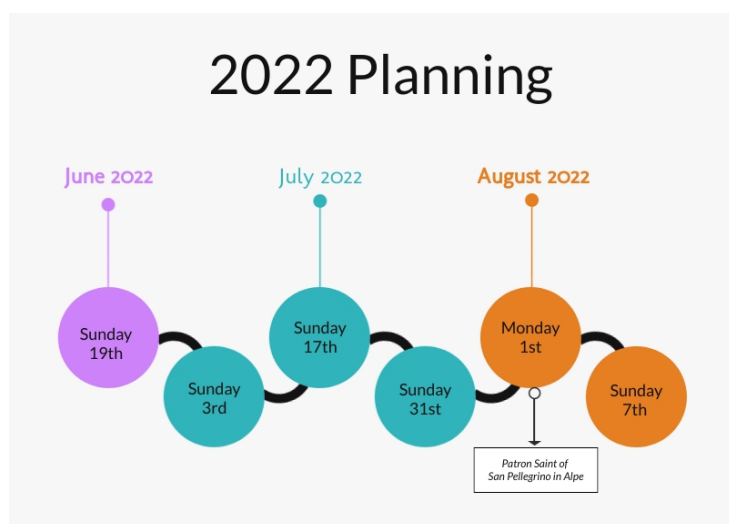 2022 Planning
June 2022
July 2022
August 2022
Sunday
19th
Sunday
3rd
Sunday
17th
Sunday
31st
Monday
1st
Sunday
7th
Patron Saint of
San Pellegrino in Alpe